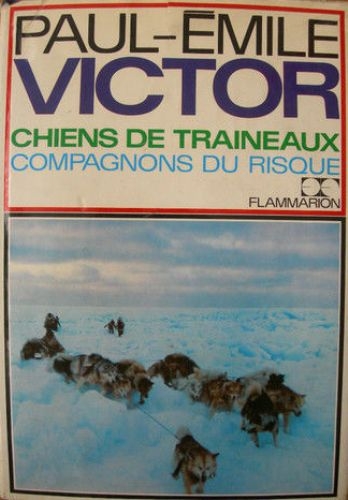 PAUL-ÉMILE
VICTOR
CHIENS DE TRAINEAUX
COMPAGNONS DU RISQUE
FLAMMARION